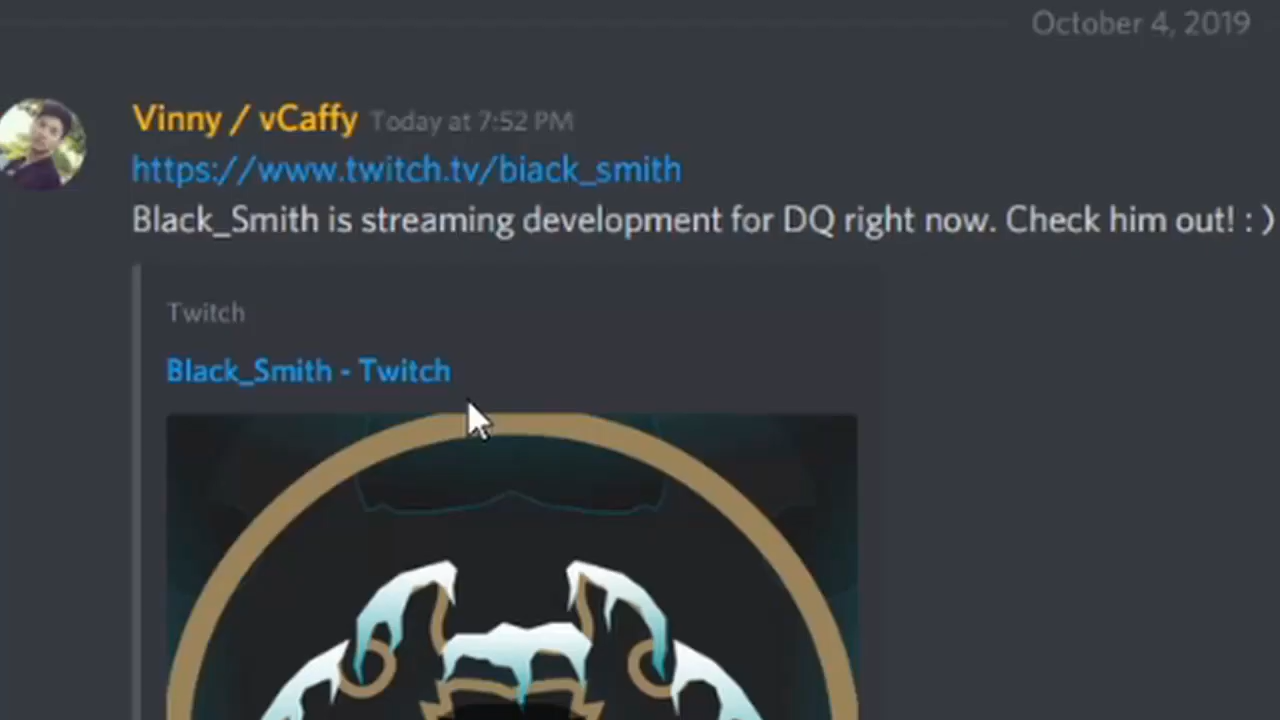 October 4, 2019
Vinny / vCaffy Today at 7:52 PM
https://www.twitch.tv/biack_smith
Black_Smith is streaming development for DQ right now. Check him out! : )
Twitch
Black_Smith - Twitch